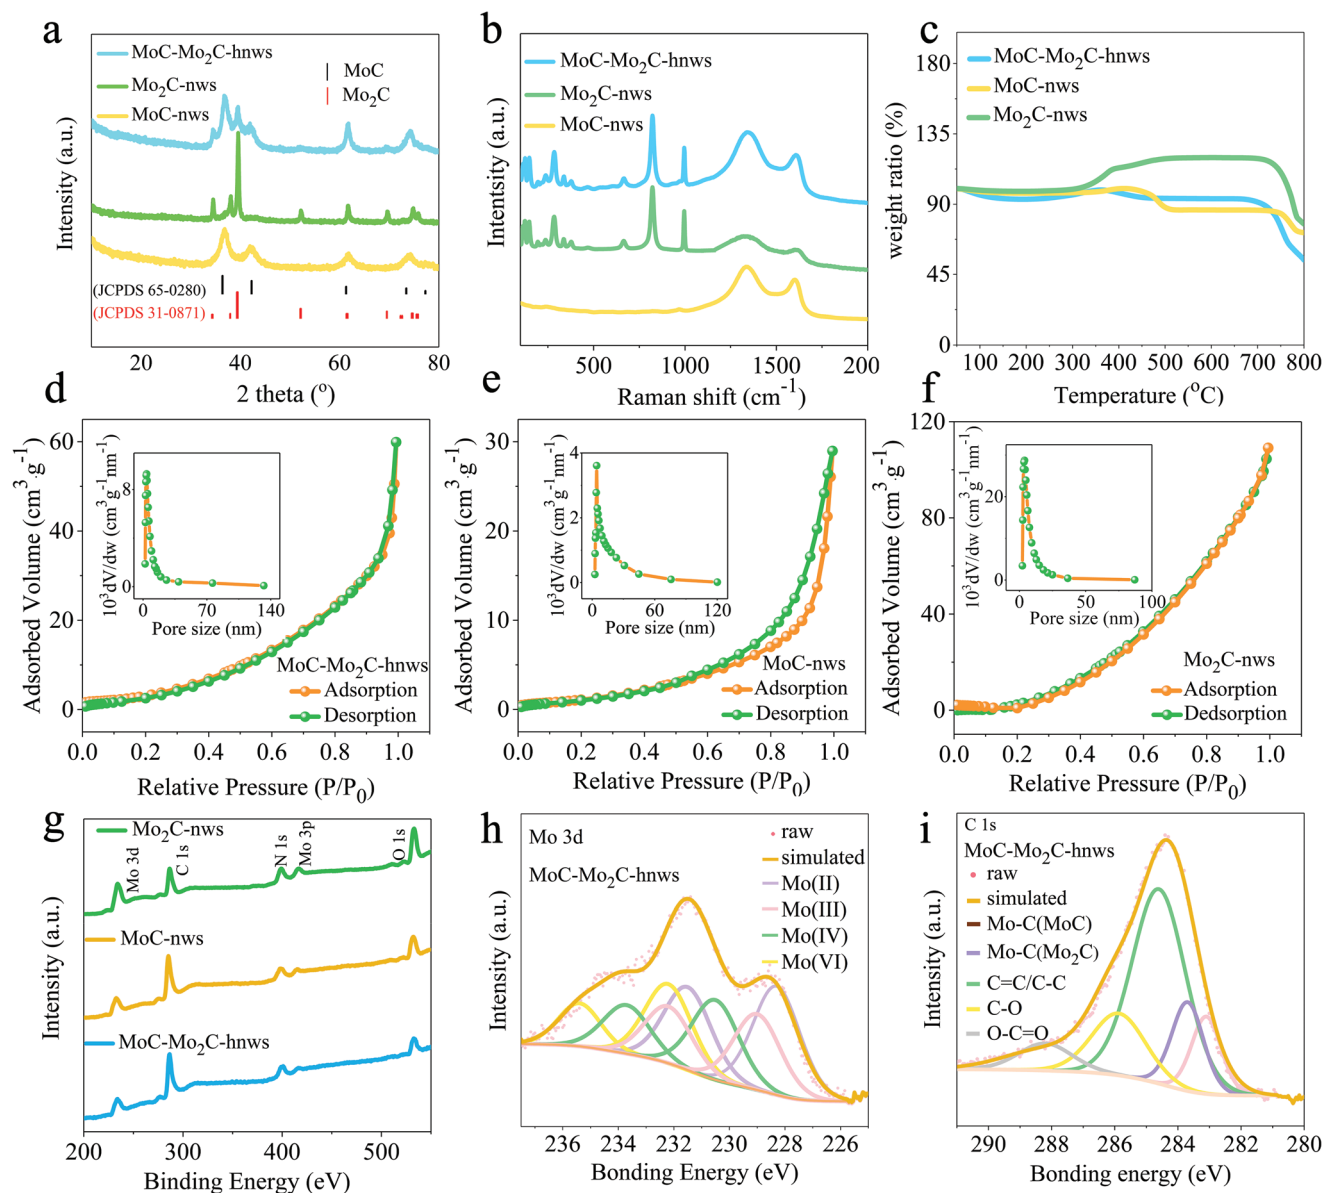 a
MoC-Mo2C-hnws
Mo2C-nws
MoC-nws
MoC
Mo2C
(JCPDS 65-0280)
(JCPDS 31-0871)
Intensity (a.u.)
20 40 60 80
2 theta (o)
b
MoC-Mo2C-hnws
Mo2C-nws
MoC-nws
Intentsity (a.u.)
500 1000 1500 200
Raman shift (cm-1)
c
MoC-Mo2C-hnws
MoC-nws
Mo2C-nws
weight ratio (%)
180
135
90
45
0
100 200 300 400 500 600 700 800
Temperature (oC)
d
Adsorbed Volume (cm3·g-1)
60
40
20
0
10³dV/dw (cm3g-1nm-1)
8
0
0 70 140
Pore size (nm)
MoC-Mo2C-hnws
Adsorption
Desorption
0.0 0.2 0.4 0.6 0.8 1.0
Relative Pressure (P/P0)
e
Adsorbed Volume (cm3·g-1)
30
20
10
0
10³dV/dw (cm3g-1nm-1)
4
2
0
0 60 120
Pore size (nm)
MoC-nws
Adsorption
Desorption
0.0 0.2 0.4 0.6 0.8 1.0
Relative Pressure (P/P0)
f
Adsorbed Volume (cm3·g-1)
120
80
40
0
10³dV/dw (cm3g-1nm-1)
20
0
0 50 100
Pore size (nm)
Mo2C-nws
Adsorption
Dedsorption
0.0 0.2 0.4 0.6 0.8 1.0
Relative Pressure (P/P0)
g
Mo2C-nws
Mo 3d
C 1s
N 1s
Mo 3p
O 1s
MoC-nws
MoC-Mo2C-hnws
Intensity (a.u.)
200 300 400 500
Binding Energy (eV)
h
Mo 3d
MoC-Mo2C-hnws
raw
simulated
Mo(II)
Mo(III)
Mo(IV)
Mo(VI)
Intensity (a.u.)
236 234 232 230 228 226 225
Bonding Energy (eV)
i
C 1s
MoC-Mo2C-hnws
raw
simulated
Mo-C(MoC)
Mo-C(Mo2C)
C=C/C-C
C-O
O-C=O
Intensity (a.u.)
290 288 286 284 282 280
Bonding energy (eV)